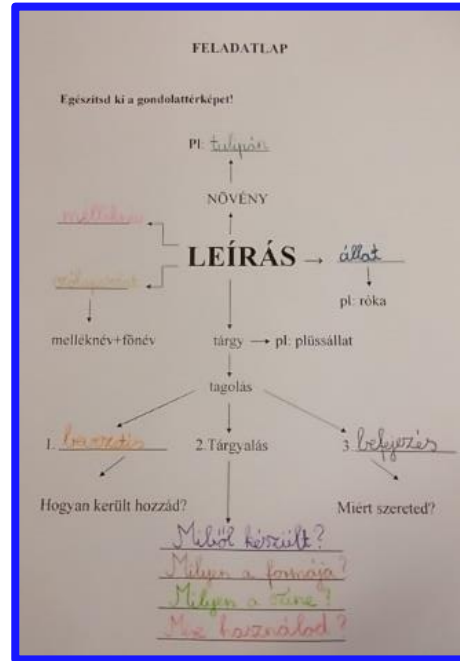 FELADATLAP
Egészítsd ki a gondolattérképet!
Pl: tulipán
NÖVÉNY
melléknév
LEÍRÁS
állat
pl: róka
melléknév+főnév
tárgy
pl: plüssállat
tagolás
1. bevezetés
2. Tárgyalás
3. befejezés
Hogyan került hozzád?
Miért szereted?
Miből készült?
Milyen a formája?
Milyen a színe?
Mire használod?